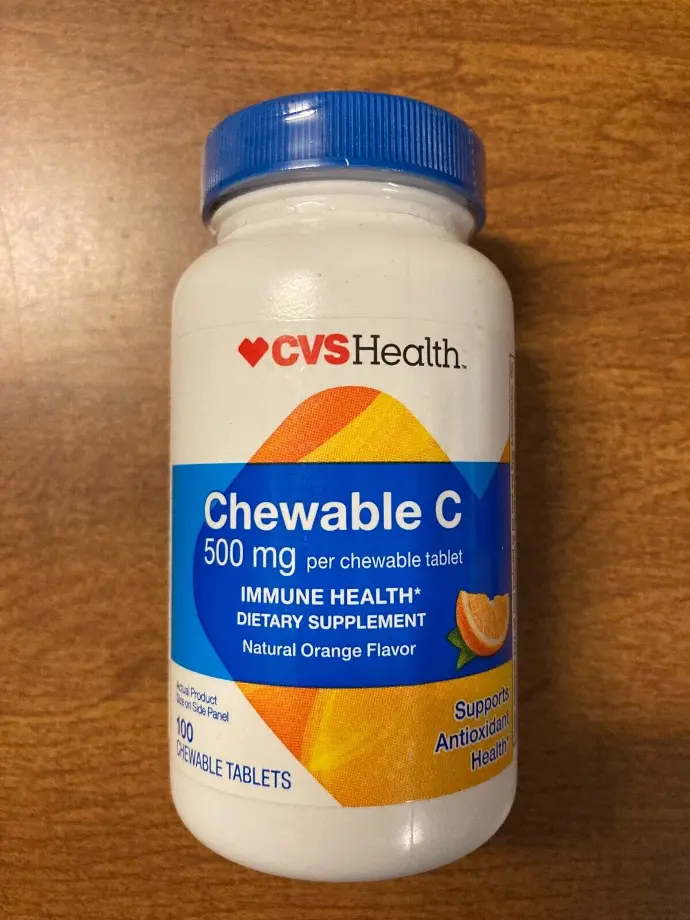 CVSHealth™
Chewable C
500 mg per chewable tablet
IMMUNE HEALTH*
DIETARY SUPPLEMENT
Natural Orange Flavor
Actual Product
Size on Side Panel
100
CHEWABLE TABLETS
Supports
Antioxidant
Health*